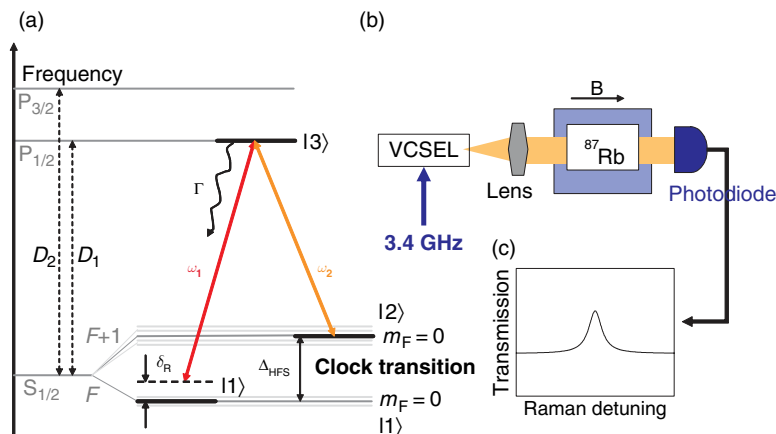 (a)
Frequency
P3/2
P1/2
|3⟩
Γ
D2
D1
ω1
ω2
|2⟩
F+1
mF = 0
δR
ΔHFS
Clock transition
S1/2
F
|1⟩
mF = 0
|1⟩
(b)
B
VCSEL
87Rb
Lens
Photodiode
3.4 GHz
(c)
Transmission
Raman detuning